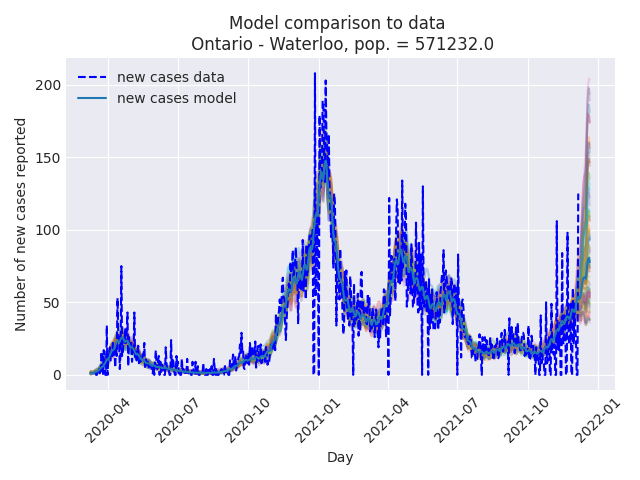 Model comparison to data
Ontario - Waterloo, pop. = 571232.0
new cases data
new cases model
Number of new cases reported
200
150
100
50
0
2020-04
2020-07
2020-10
2021-01
2021-04
2021-07
2021-10
2022-01
Day